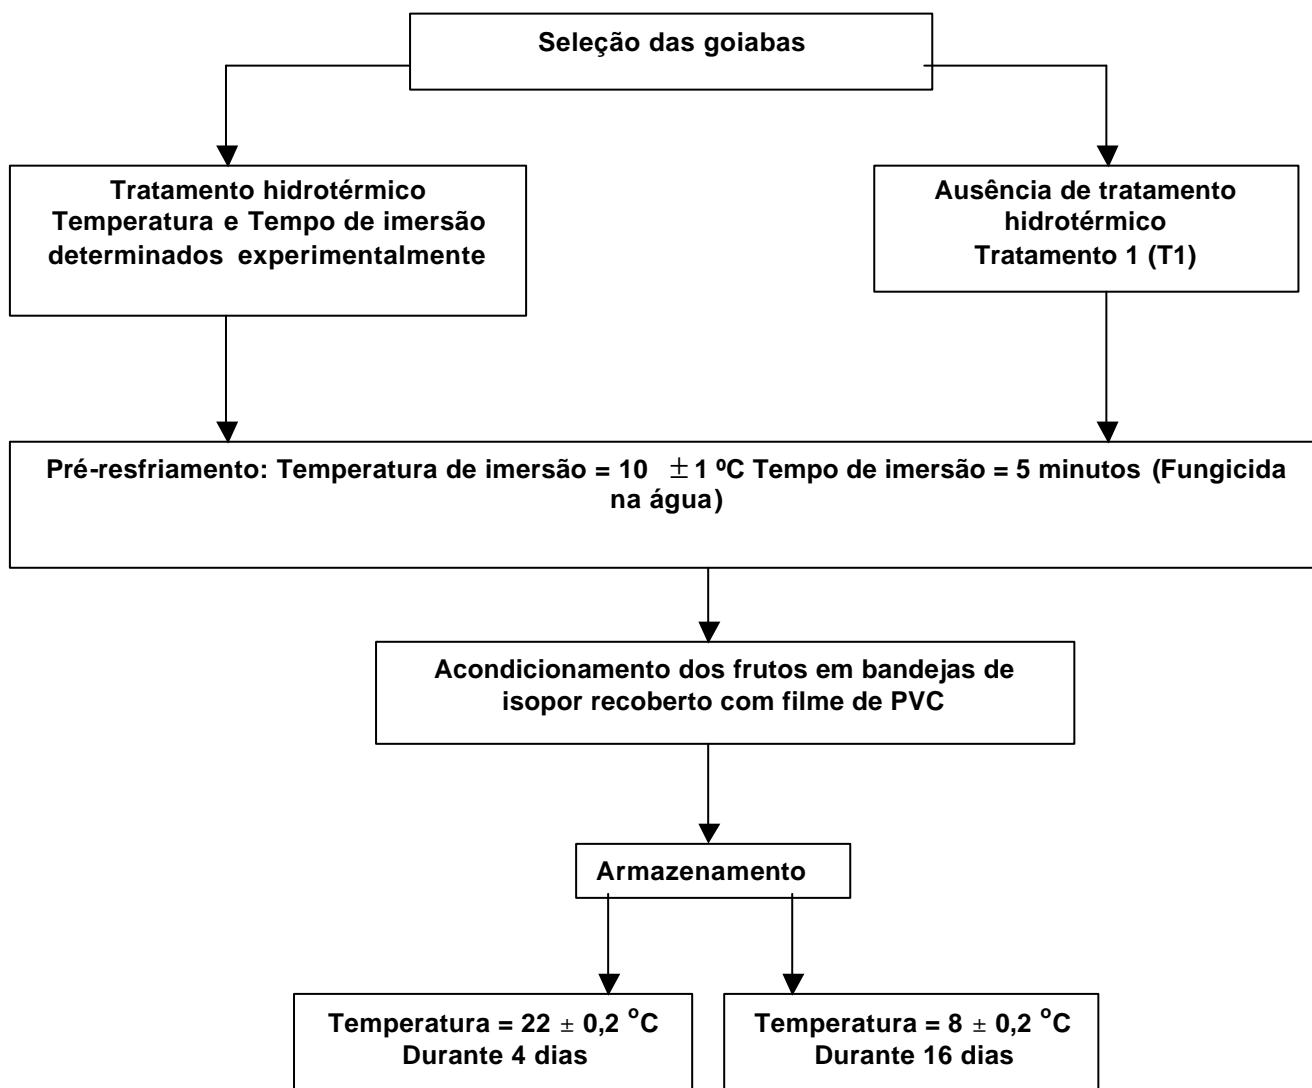 Seleção das goiabas
Tratamento hidrotérmico
Temperatura e Tempo de imersão
determinados experimentalmente
Ausência de tratamento
hidrotérmico
Tratamento 1 (T1)
Pré-resfriamento: Temperatura de imersão = 10 ± 1 ºC Tempo de imersão = 5 minutos (Fungicida
na água)
Acondicionamento dos frutos em bandejas de
isopor recoberto com filme de PVC
Armazenamento
Temperatura = 22 ± 0,2 °C
Durante 4 dias
Temperatura = 8 ± 0,2 °C
Durante 16 dias